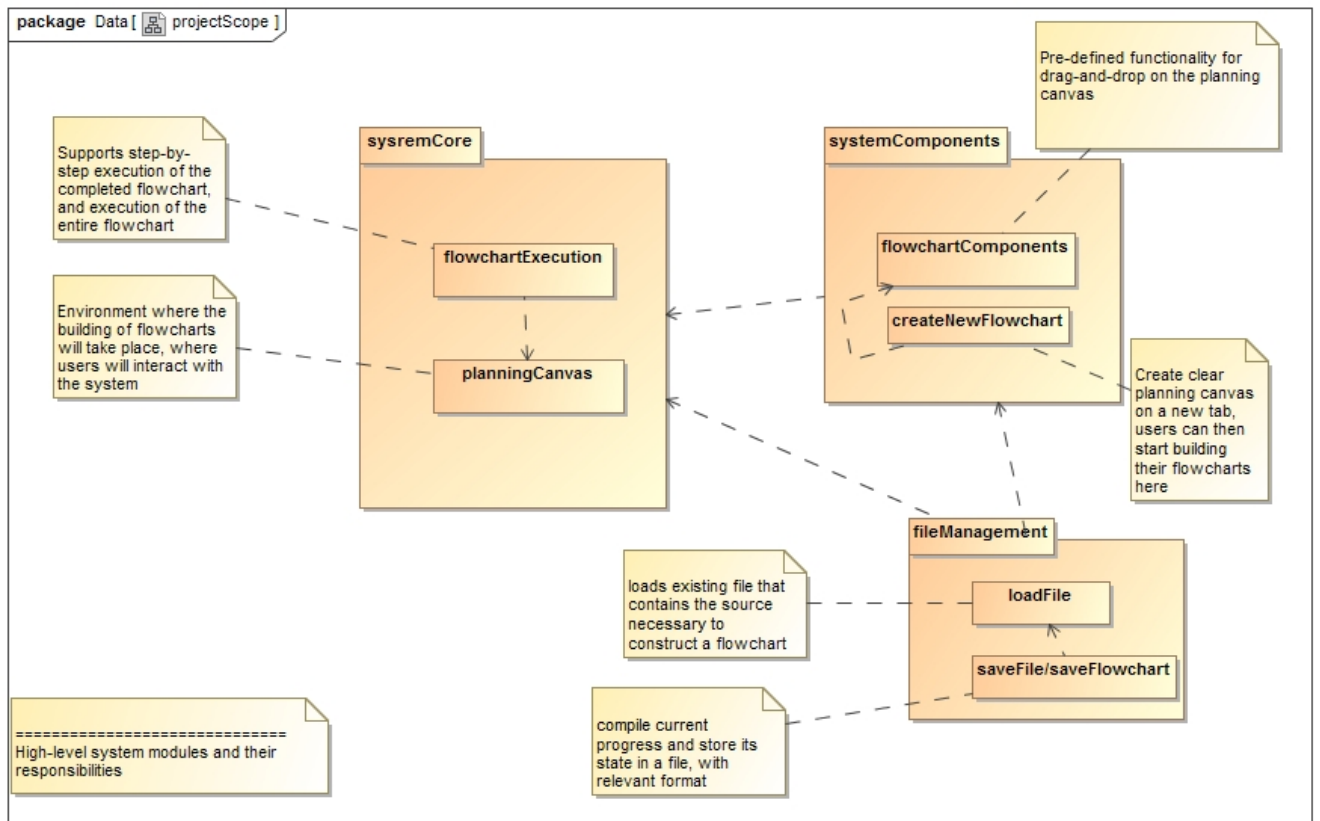 package Data [ projectScope ]
Pre-defined functionality for
drag-and-drop on the planning
canvas
Supports step-by-
step execution of the
completed flowchart,
and execution of the
entire flowchart
sysremCore
systemComponents
flowchartExecution
flowchartComponents
Environment where the
building of flowcharts
will take place, where
users will interact with
the system
createNewFlowchart
planningCanvas
Create clear
planning canvas
on a new tab,
users can then
start building
their flowcharts
here
fileManagement
loads existing file that
contains the source
necessary to
construct a flowchart
loadFile
saveFile/saveFlowchart
compile current
progress and store its
state in a file, with
relevant format
==============================
High-level system modules and their
responsibilities